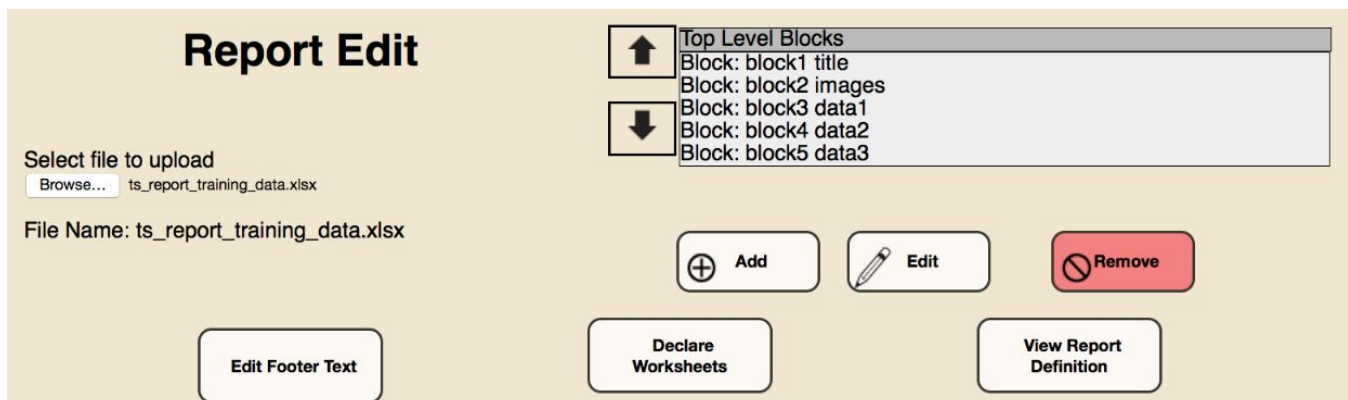 Report Edit
Top Level Blocks
Block: block1 title
Block: block2 images
Block: block3 data1
Block: block4 data2
Block: block5 data3
Select file to upload
Browse... ts_report_training_data.xlsx
File Name: ts_report_training_data.xlsx
Add
Edit
Remove
Edit Footer Text
Declare
Worksheets
View Report
Definition